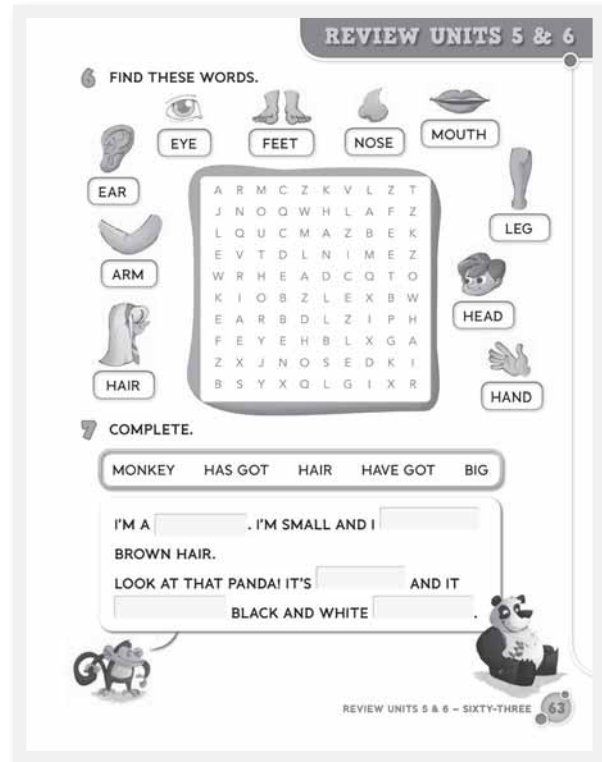 REVIEW UNITS 5 & 6
6 FIND THESE WORDS.
EYE
FEET
NOSE
MOUTH
EAR
LEG
ARM
HEAD
HAIR
HAND
A R M C Z K V L Z T
J N O Q W H L A F Z
L Q U C M A Z B E K
E V T D L N I M E Z
W R H E A D C Q T O
K I O B Z L E X B W
E A R B D L Z I P H
F E Y E H B L X G A
Z X J N O S E D K I
B S Y X Q L G I X R
7 COMPLETE.
MONKEY HAS GOT HAIR HAVE GOT BIG
I'M A . I'M SMALL AND I
BROWN HAIR.
LOOK AT THAT PANDA! IT'S AND IT
BLACK AND WHITE .
REVIEW UNITS 5 & 6 – SIXTY-THREE 63